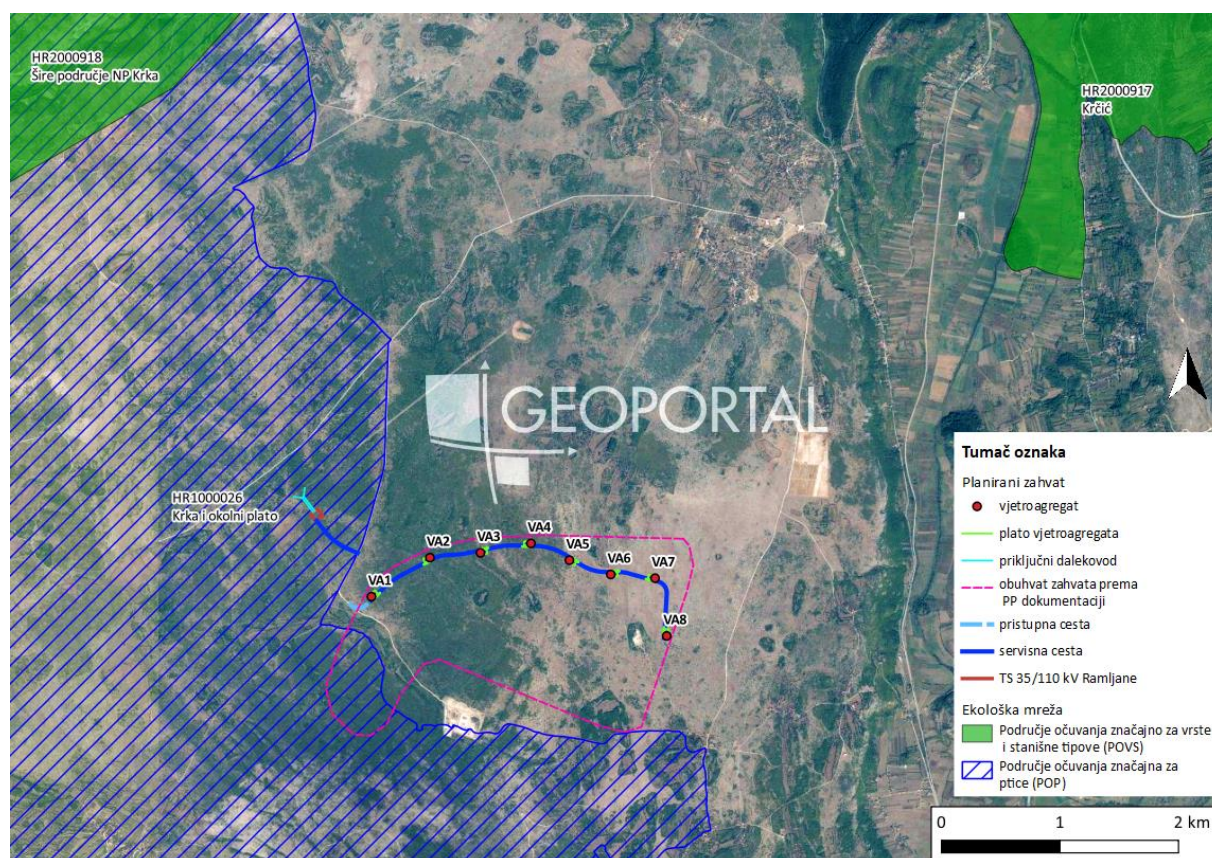 HR2000918
Šire područje NP Krka
HR2000917
Krčić
GEOPORTAL
HR1000026
Krka i okolni plato
VA1
VA2
VA3
VA4
VA5
VA6
VA7
VA8
Tumač oznaka
Planirani zahvat
vjetroagregat
plato vjetroagregata
priključni dalekovod
obuhvat zahvata prema
PP dokumentaciji
pristupna cesta
servisna cesta
TS 35/110 kV Ramljane
Ekološka mreža
Područje očuvanja značajno za vrste
i stanišne tipove (POVS)
Područje očuvanja značajna za
ptice (POP)
0 1 2 km